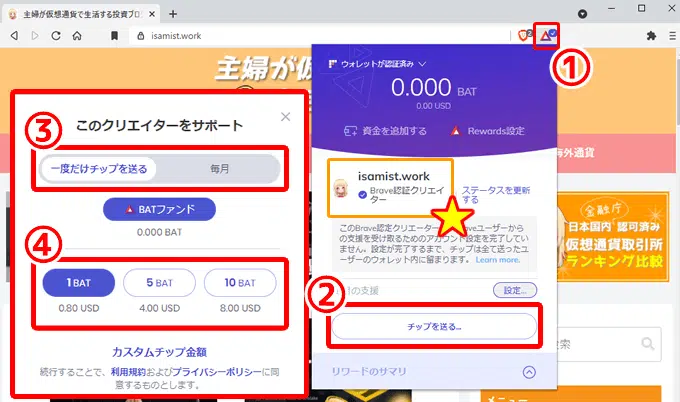 主婦が仮想通貨で生活する投資ブロ
isamist.work
2
①
主婦が仮
海外通貨
ウォレットが認証済み
0.000 BAT
0.00 USD
資金を追加する
Rewards設定
isamist.work
Brave認証クリエイター
ステータスを更新する
このBrave認定クリエーター
raveユーザーか
らの支援を受け取るためのアカウント設定を完了して
いません。設定が完了するまで、チップは全て送ったユ
ーザーのウォレット内に留まります。 Learn more.
②
の支援
設定...
チップを送る...
リワードのサマリ
③
このクリエイターをサポート
一度だけチップを送る
毎月
BATファンド
0.000 BAT
④
1 BAT
5 BAT
10 BAT
0.80 USD
4.00 USD
8.00 USD
カスタムチップ金額
続行することで、利用規約およびプライバシーポリシーに同
意するものとします。
金融庁
日本国内 認可済み
仮想通貨取引所
ランキング比較
検索
メニュー